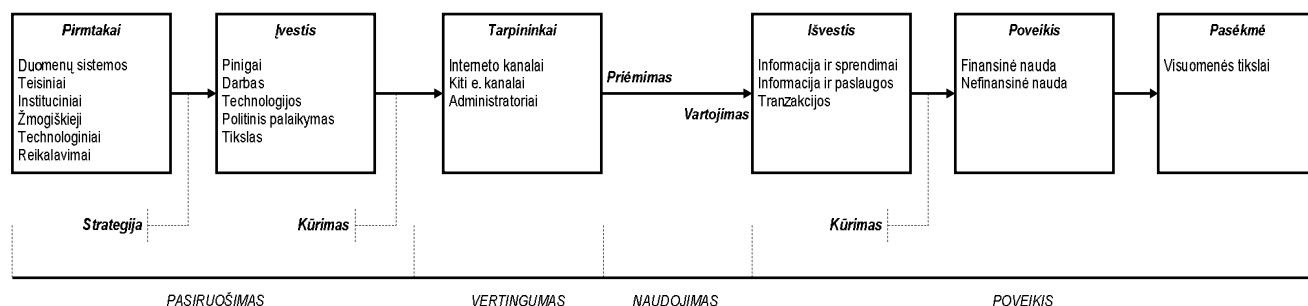 Pirmtakai
Duomenų sistemos
Teisiniai
Instituciniai
Žmogiškieji
Technologiniai
Reikalavimai
Įvestis
Pinigai
Darbas
Technologijos
Politinis palaikymas
Tikslas
Tarpininkai
Interneto kanalai
Kiti e. kanalai
Administratoriai
Priėmimas
Vartojimas
Išvestis
Informacija ir sprendimai
Informacija ir paslaugos
Tranzakcijos
Poveikis
Finansinė nauda
Nefinansinė nauda
Pasėkmė
Visuomenės tikslai
Strategija
Kūrimas
Kūrimas
PASIRUOŠIMAS
VERTINGUMAS
NAUDOJIMAS
POVEIKIS